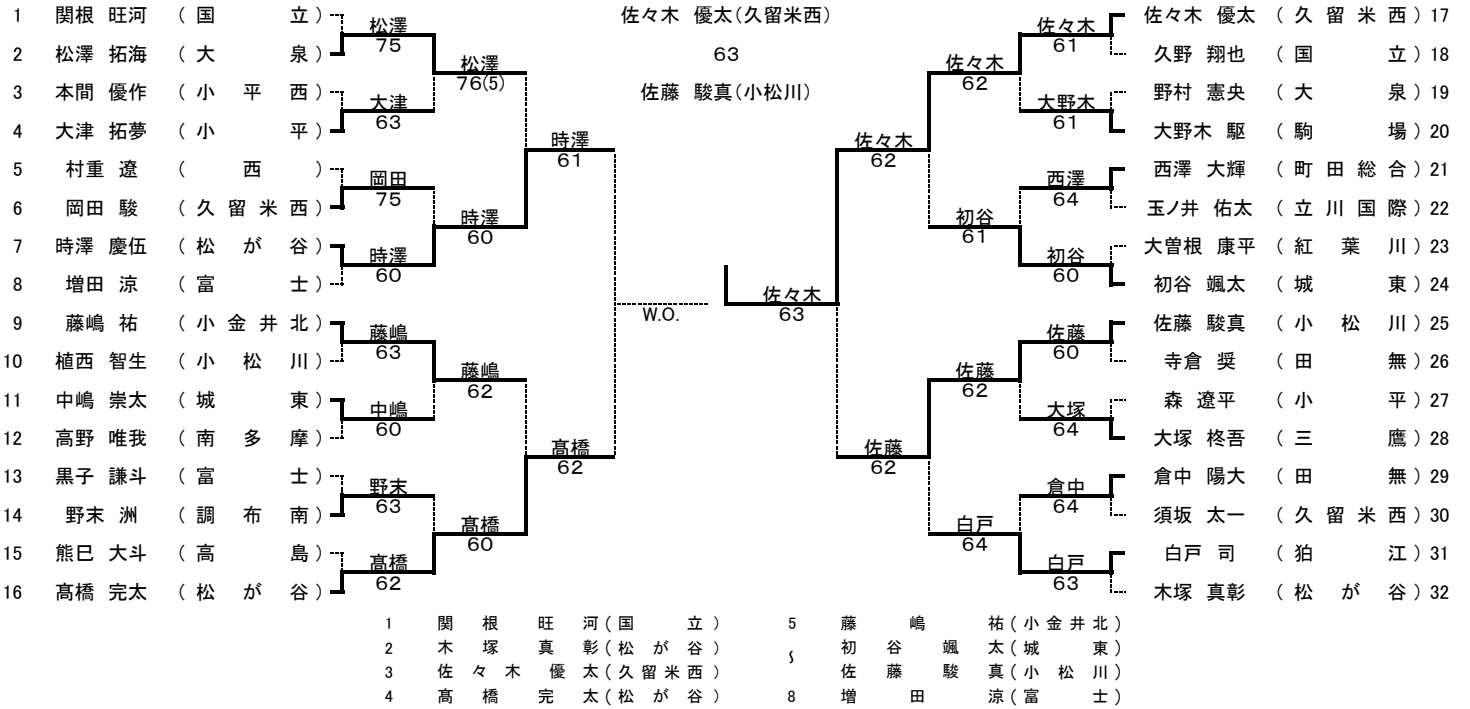 佐々木 優太(久留米西)
63
佐藤 駿真(小松川)
1 関根 旺河 (国立)
2 松澤 拓海 (大泉)
3 本間 優作 (小平西)
4 大津 拓夢 (小平)
5 村重 遼 (西)
6 岡田 駿 (久留米西)
7 時澤 慶伍 (松が谷)
8 増田 涼 (富士)
9 藤嶋 祐 (小金井北)
10 植西 智生 (小松川)
11 中嶋 崇太 (城東)
12 高野 唯我 (南多摩)
13 黒子 謙斗 (富士)
14 野末 洲 (調布南)
15 熊巳 大斗 (高島)
16 髙橋 完太 (松が谷)
松澤
75
大津
63
岡田
75
時澤
60
藤嶋
63
中嶋
60
野末
63
髙橋
62
松澤
76(5)
時澤
60
藤嶋
62
髙橋
60
時澤
61
髙橋
62
W.O.
佐々木
63
佐々木
62
佐藤
62
佐々木
62
初谷
61
佐藤
62
白戸
64
佐々木
61
大野木
61
西澤
64
初谷
60
佐藤
60
大塚
64
倉中
64
白戸
63
佐々木 優太 (久留米西) 17
久野 翔也 (国立) 18
野村 憲央 (大泉) 19
大野木 駆 (駒場) 20
西澤 大輝 (町田総合) 21
玉ノ井 佑太 (立川国際) 22
大曽根 康平 (紅葉川) 23
初谷 颯太 (城東) 24
佐藤 駿真 (小松川) 25
寺倉 奨 (田無) 26
森 遼平 (小平) 27
大塚 柊吾 (三鷹) 28
倉中 陽大 (田無) 29
須坂 太一 (久留米西) 30
白戸 司 (狛江) 31
木塚 真彰 (松が谷) 32
1 関根旺河(国立) 5 藤嶋祐(小金井北)
2 木塚真彰(松が谷) 初谷颯太(城東)
〜
3 佐々木優太(久留米西) 佐藤駿真(小松川)
4 髙橋完太(松が谷) 8 増田涼(富士)